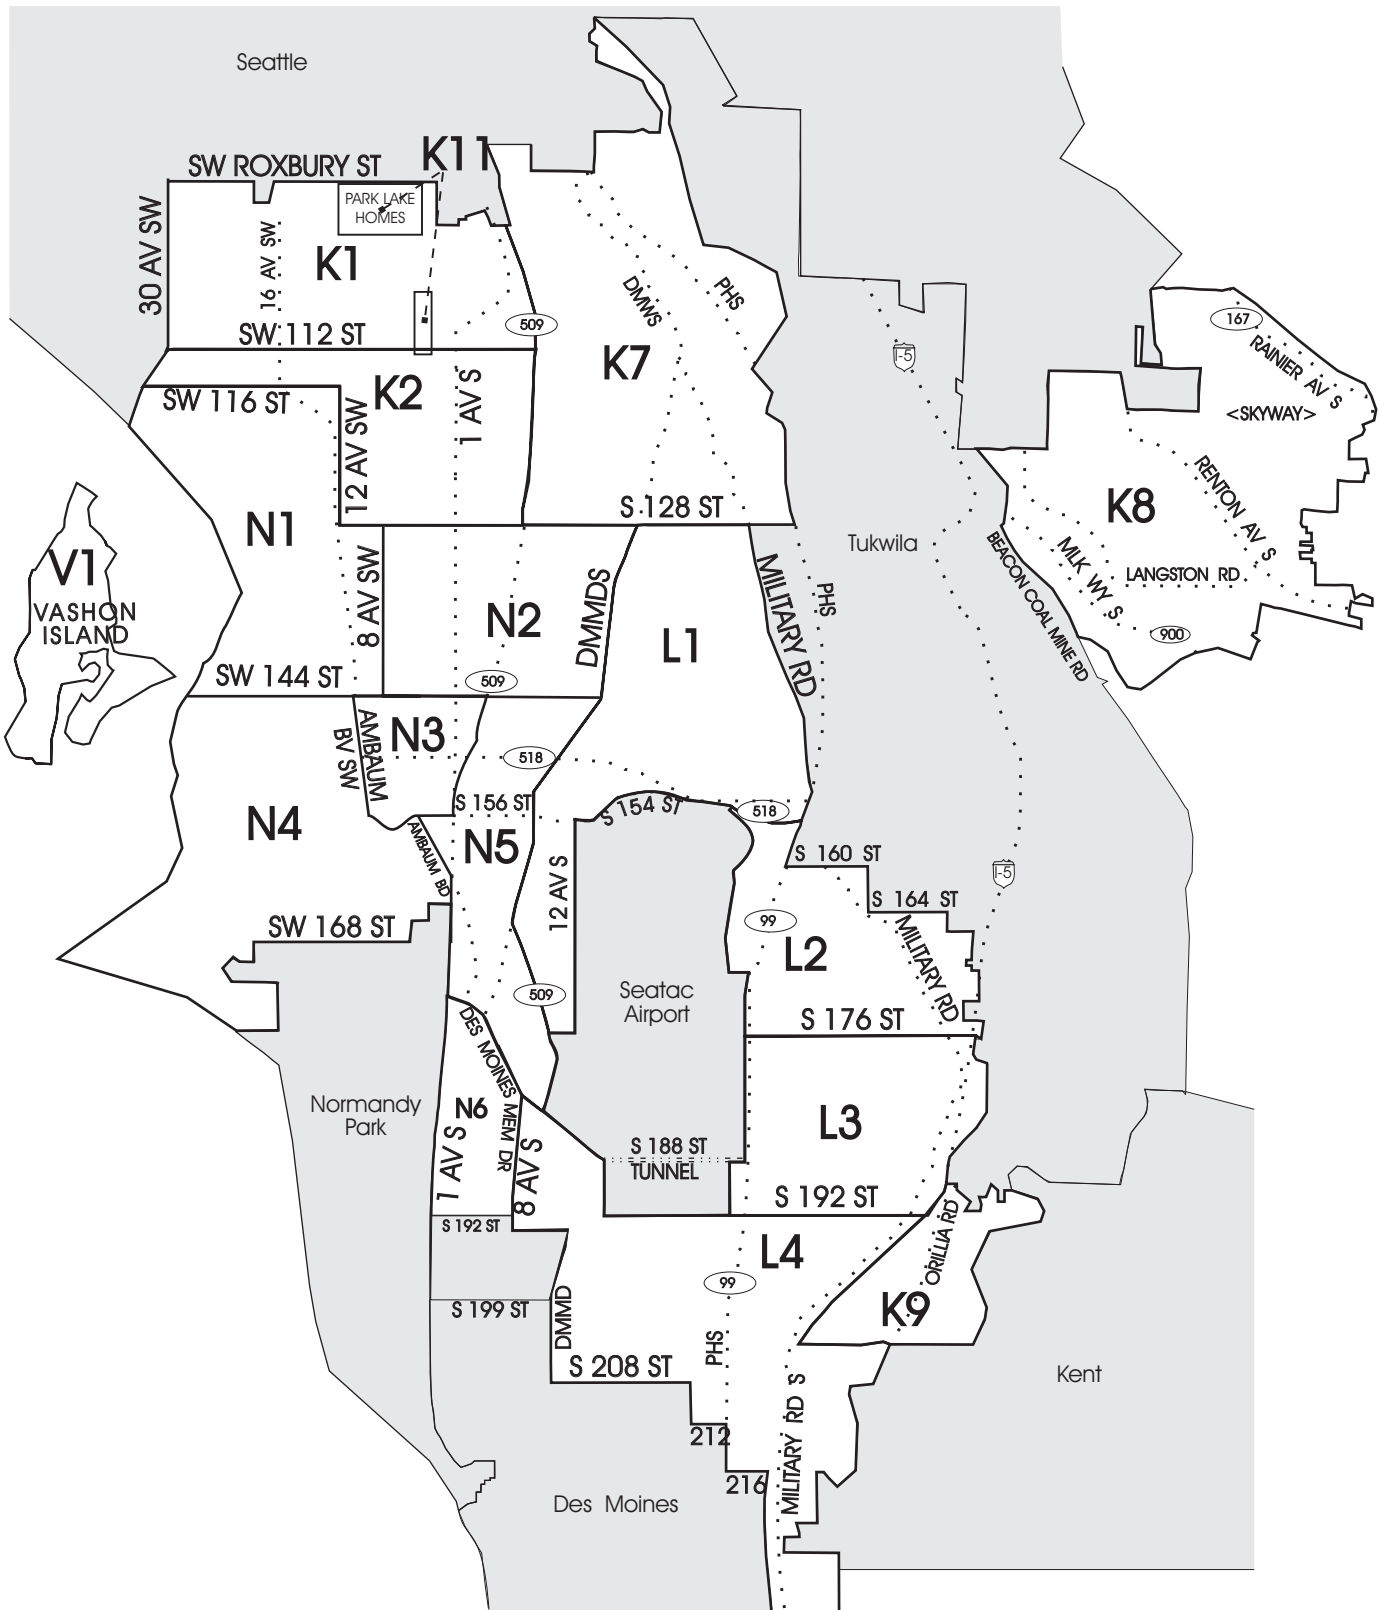 Seattle
K11
SW ROXBURY ST
PARK LAKE
HOMES
30 AV SW
16 AV SW
K1
SW 112 ST
509
DMWS
PHS
K7
I-5
167
RAINIER AV S
<SKYWAY>
K2
SW 116 ST
12 AV SW
1 AV S
S 128 ST
N1
8 AV SW
Tukwila
K8
RENTON AV S
MLK WY S
LANGSTON RD
900
BEACON COAL MINE RD
V1
VASHON
ISLAND
N2
DMMDS
L1
MILITARY RD
PHS
SW 144 ST
509
N3
AMBAUM
BV SW
518
S 156 ST
S 154 ST
518
N4
AMBAUM BD
N5
12 AV S
S 160 ST
I-5
S 164 ST
99
L2
MILITARY RD
SW 168 ST
509
Seatac
Airport
S 176 ST
DES MOINES MEM DR
Normandy
Park
N6
1 AV S
8 AV S
L3
S 188 ST
TUNNEL
S 192 ST
S 192 ST
L4
ORILLIA RD
99
K9
S 199 ST
DMMD
PHS
S 208 ST
Kent
MILITARY RD S
212
216
Des Moines